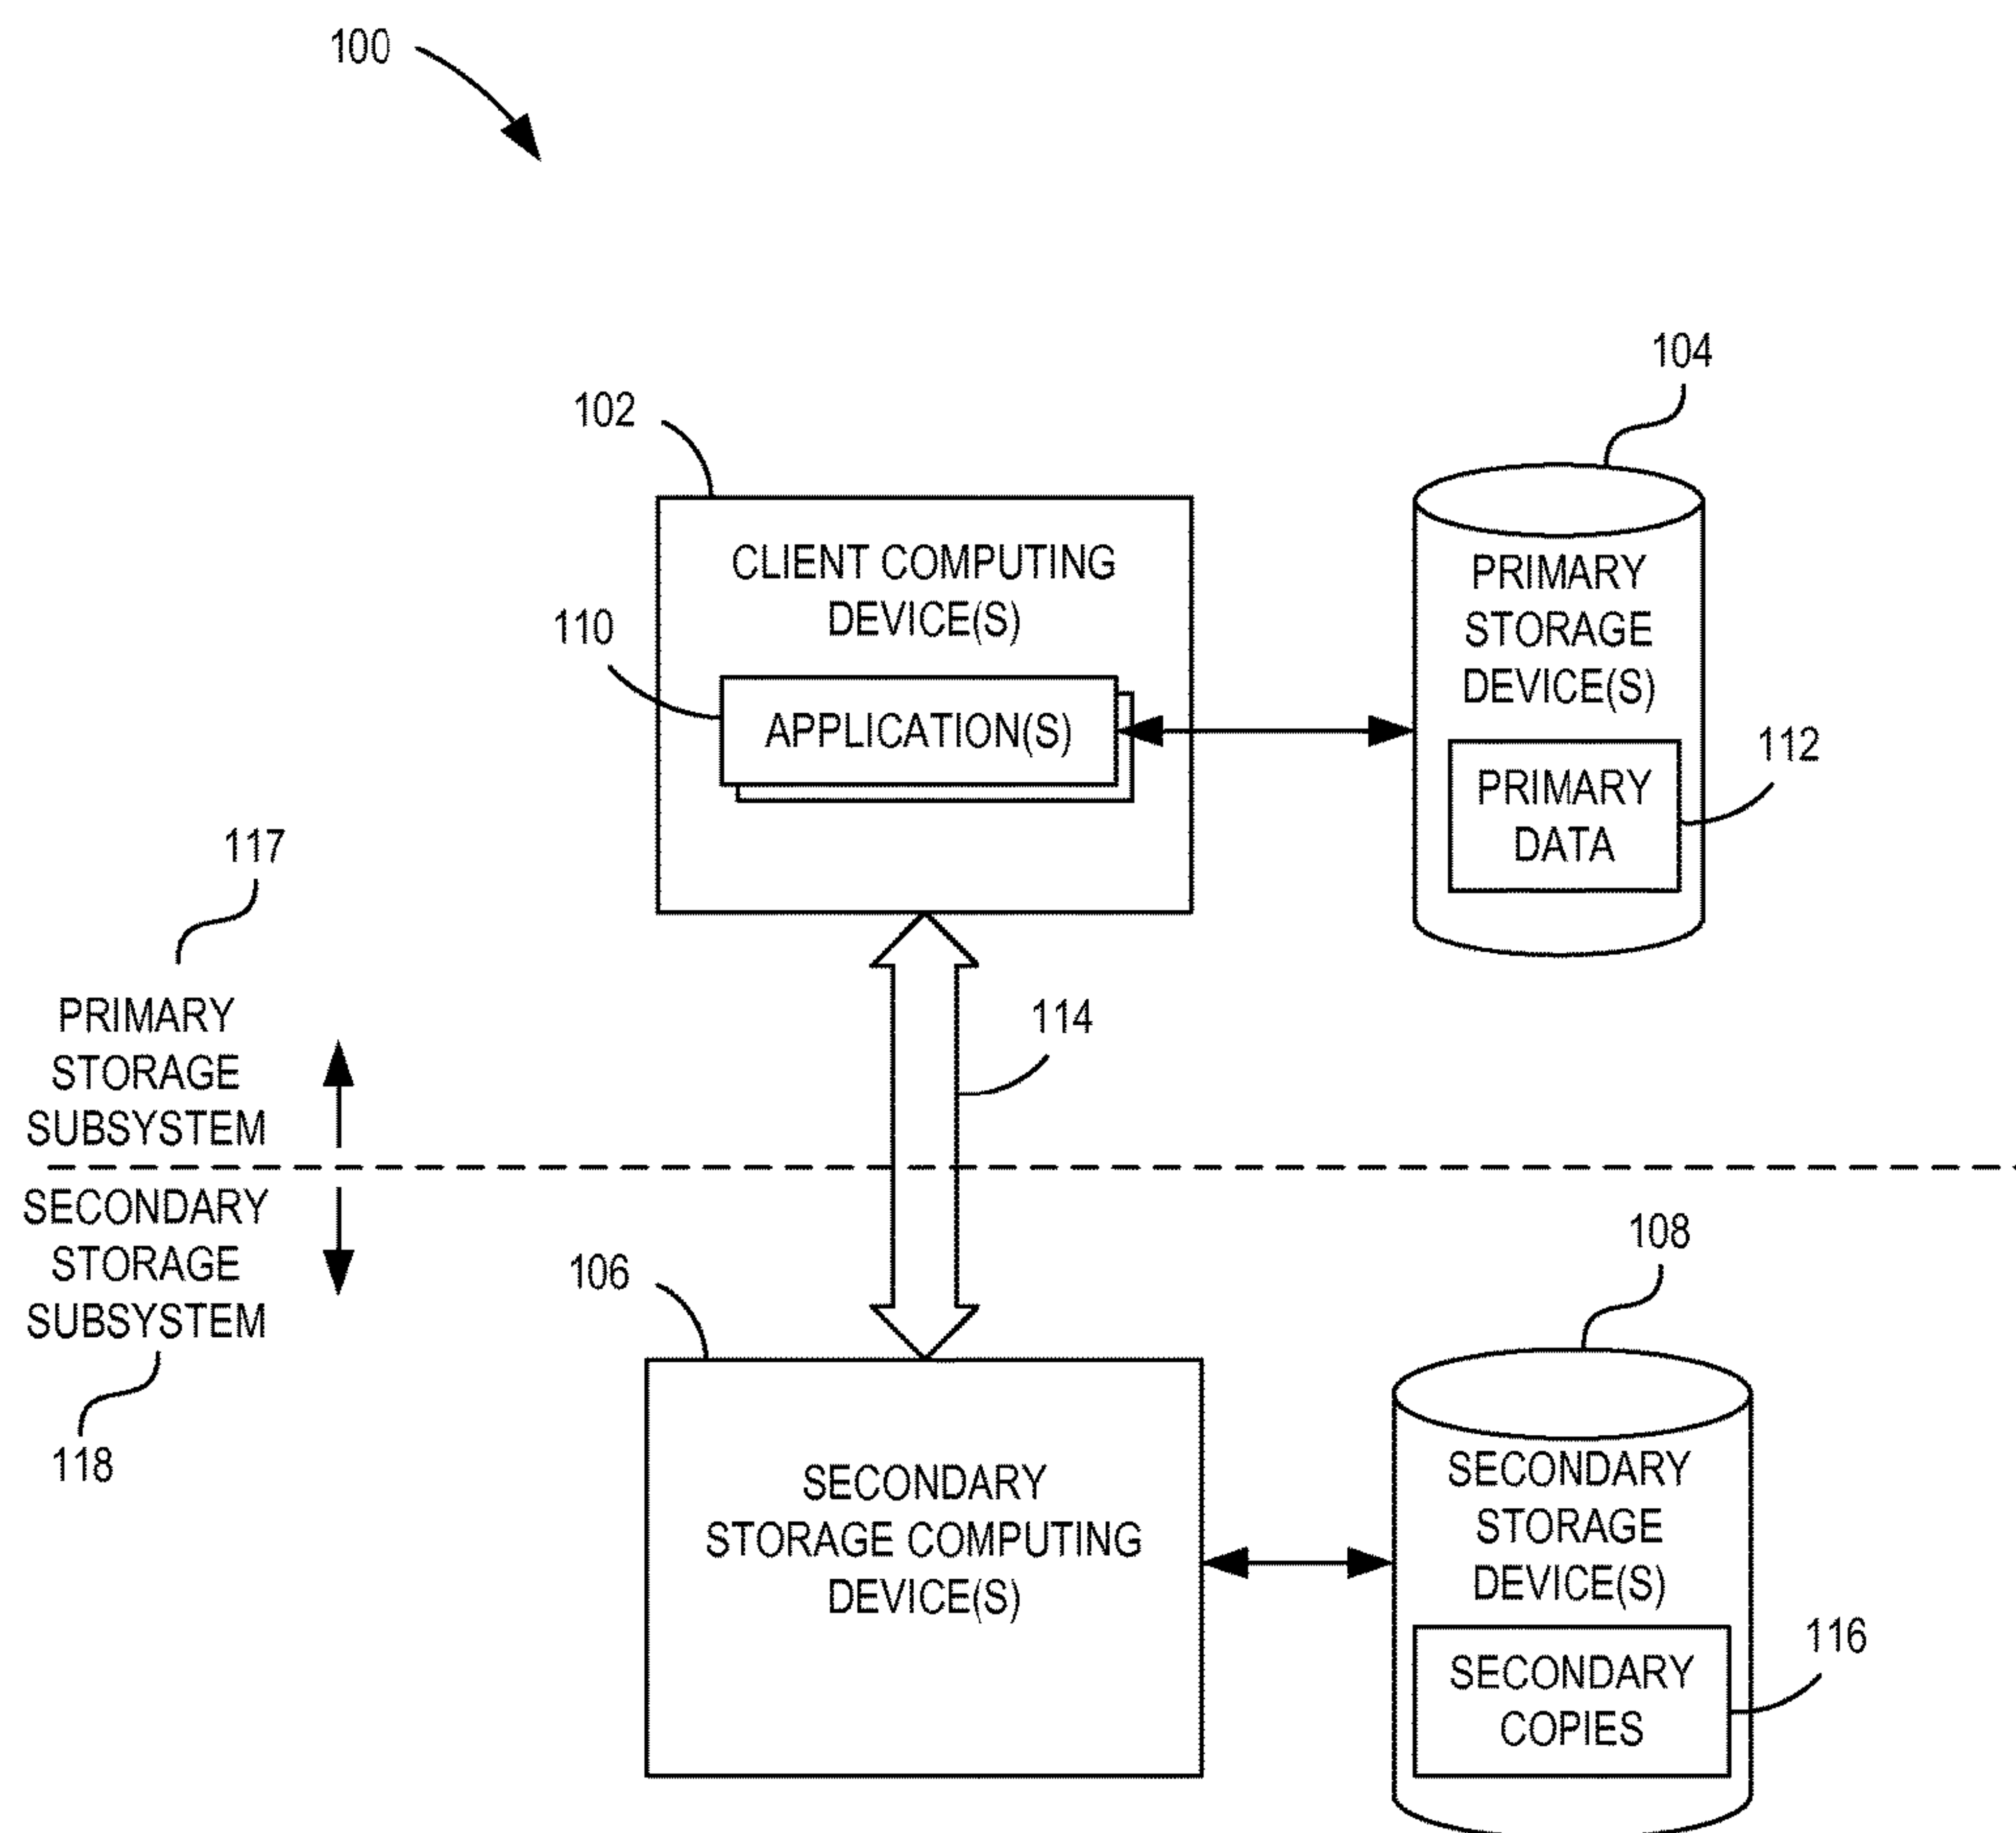 100
104
102
CLIENT COMPUTING
DEVICE(S)
110
APPLICATION(S)
PRIMARY
STORAGE
DEVICE(S)
112
PRIMARY
DATA
117
PRIMARY
STORAGE
SUBSYSTEM
114
SECONDARY
STORAGE
SUBSYSTEM
118
106
SECONDARY
STORAGE COMPUTING
DEVICE(S)
108
SECONDARY
STORAGE
DEVICE(S)
116
SECONDARY
COPIES